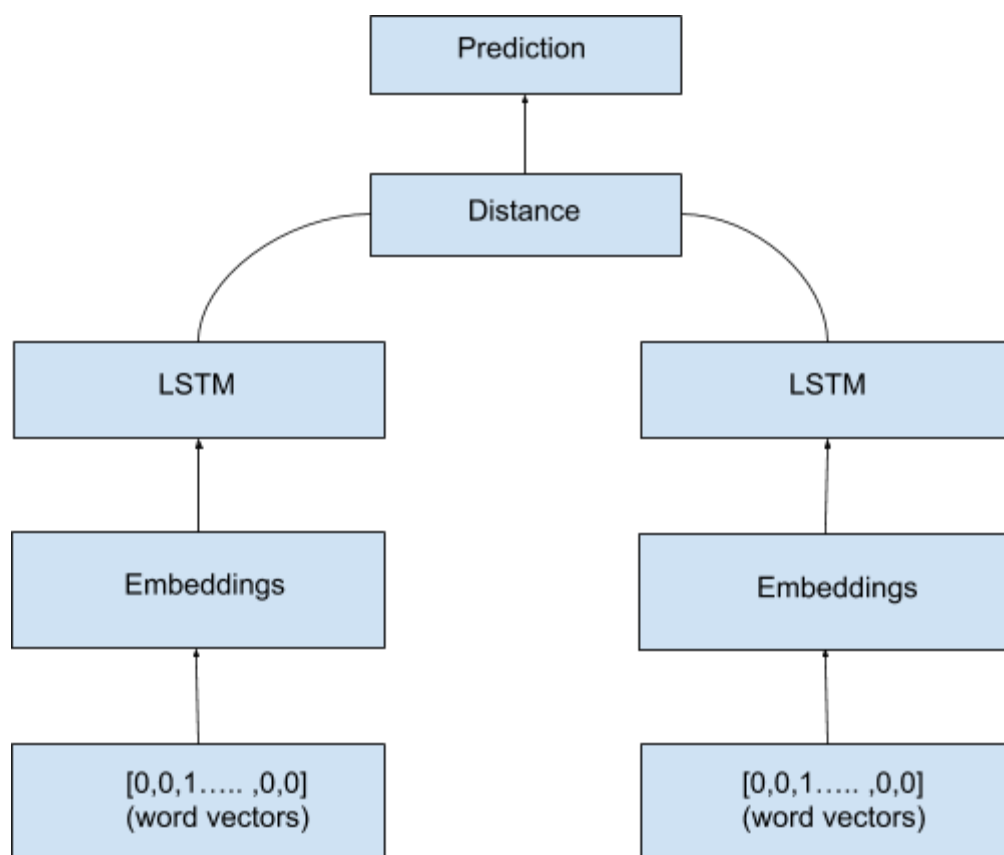 Prediction
Distance
LSTM
LSTM
Embeddings
Embeddings
[0,0,1….. ,0,0]
(word vectors)
[0,0,1….. ,0,0]
(word vectors)